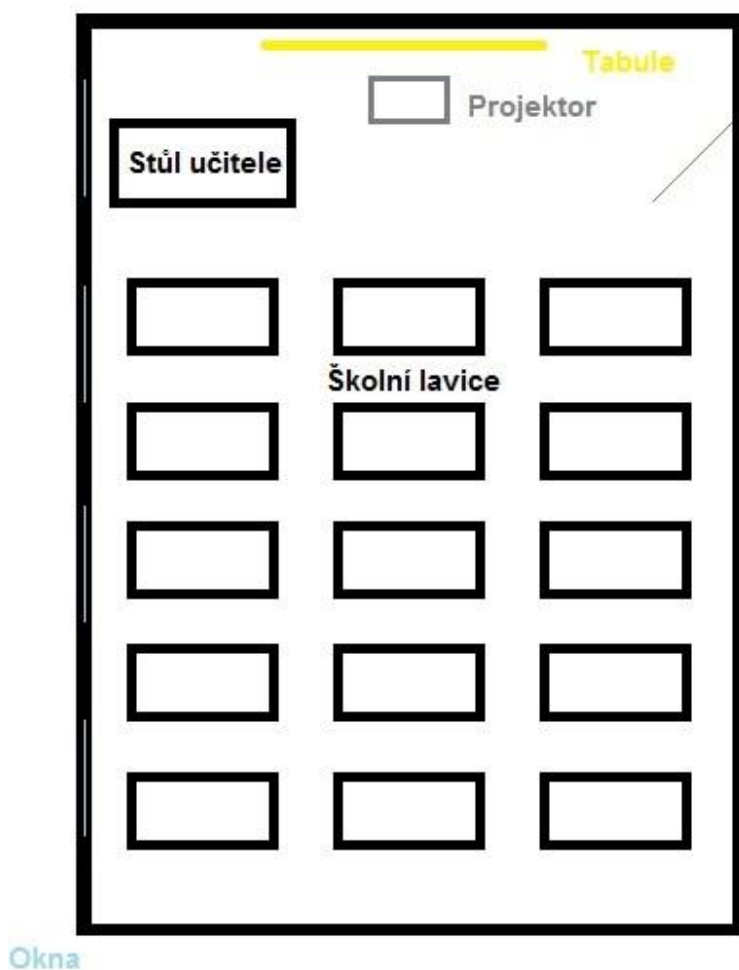 Tabule
Projektor
Stůl učitele
Školní lavice
Okna